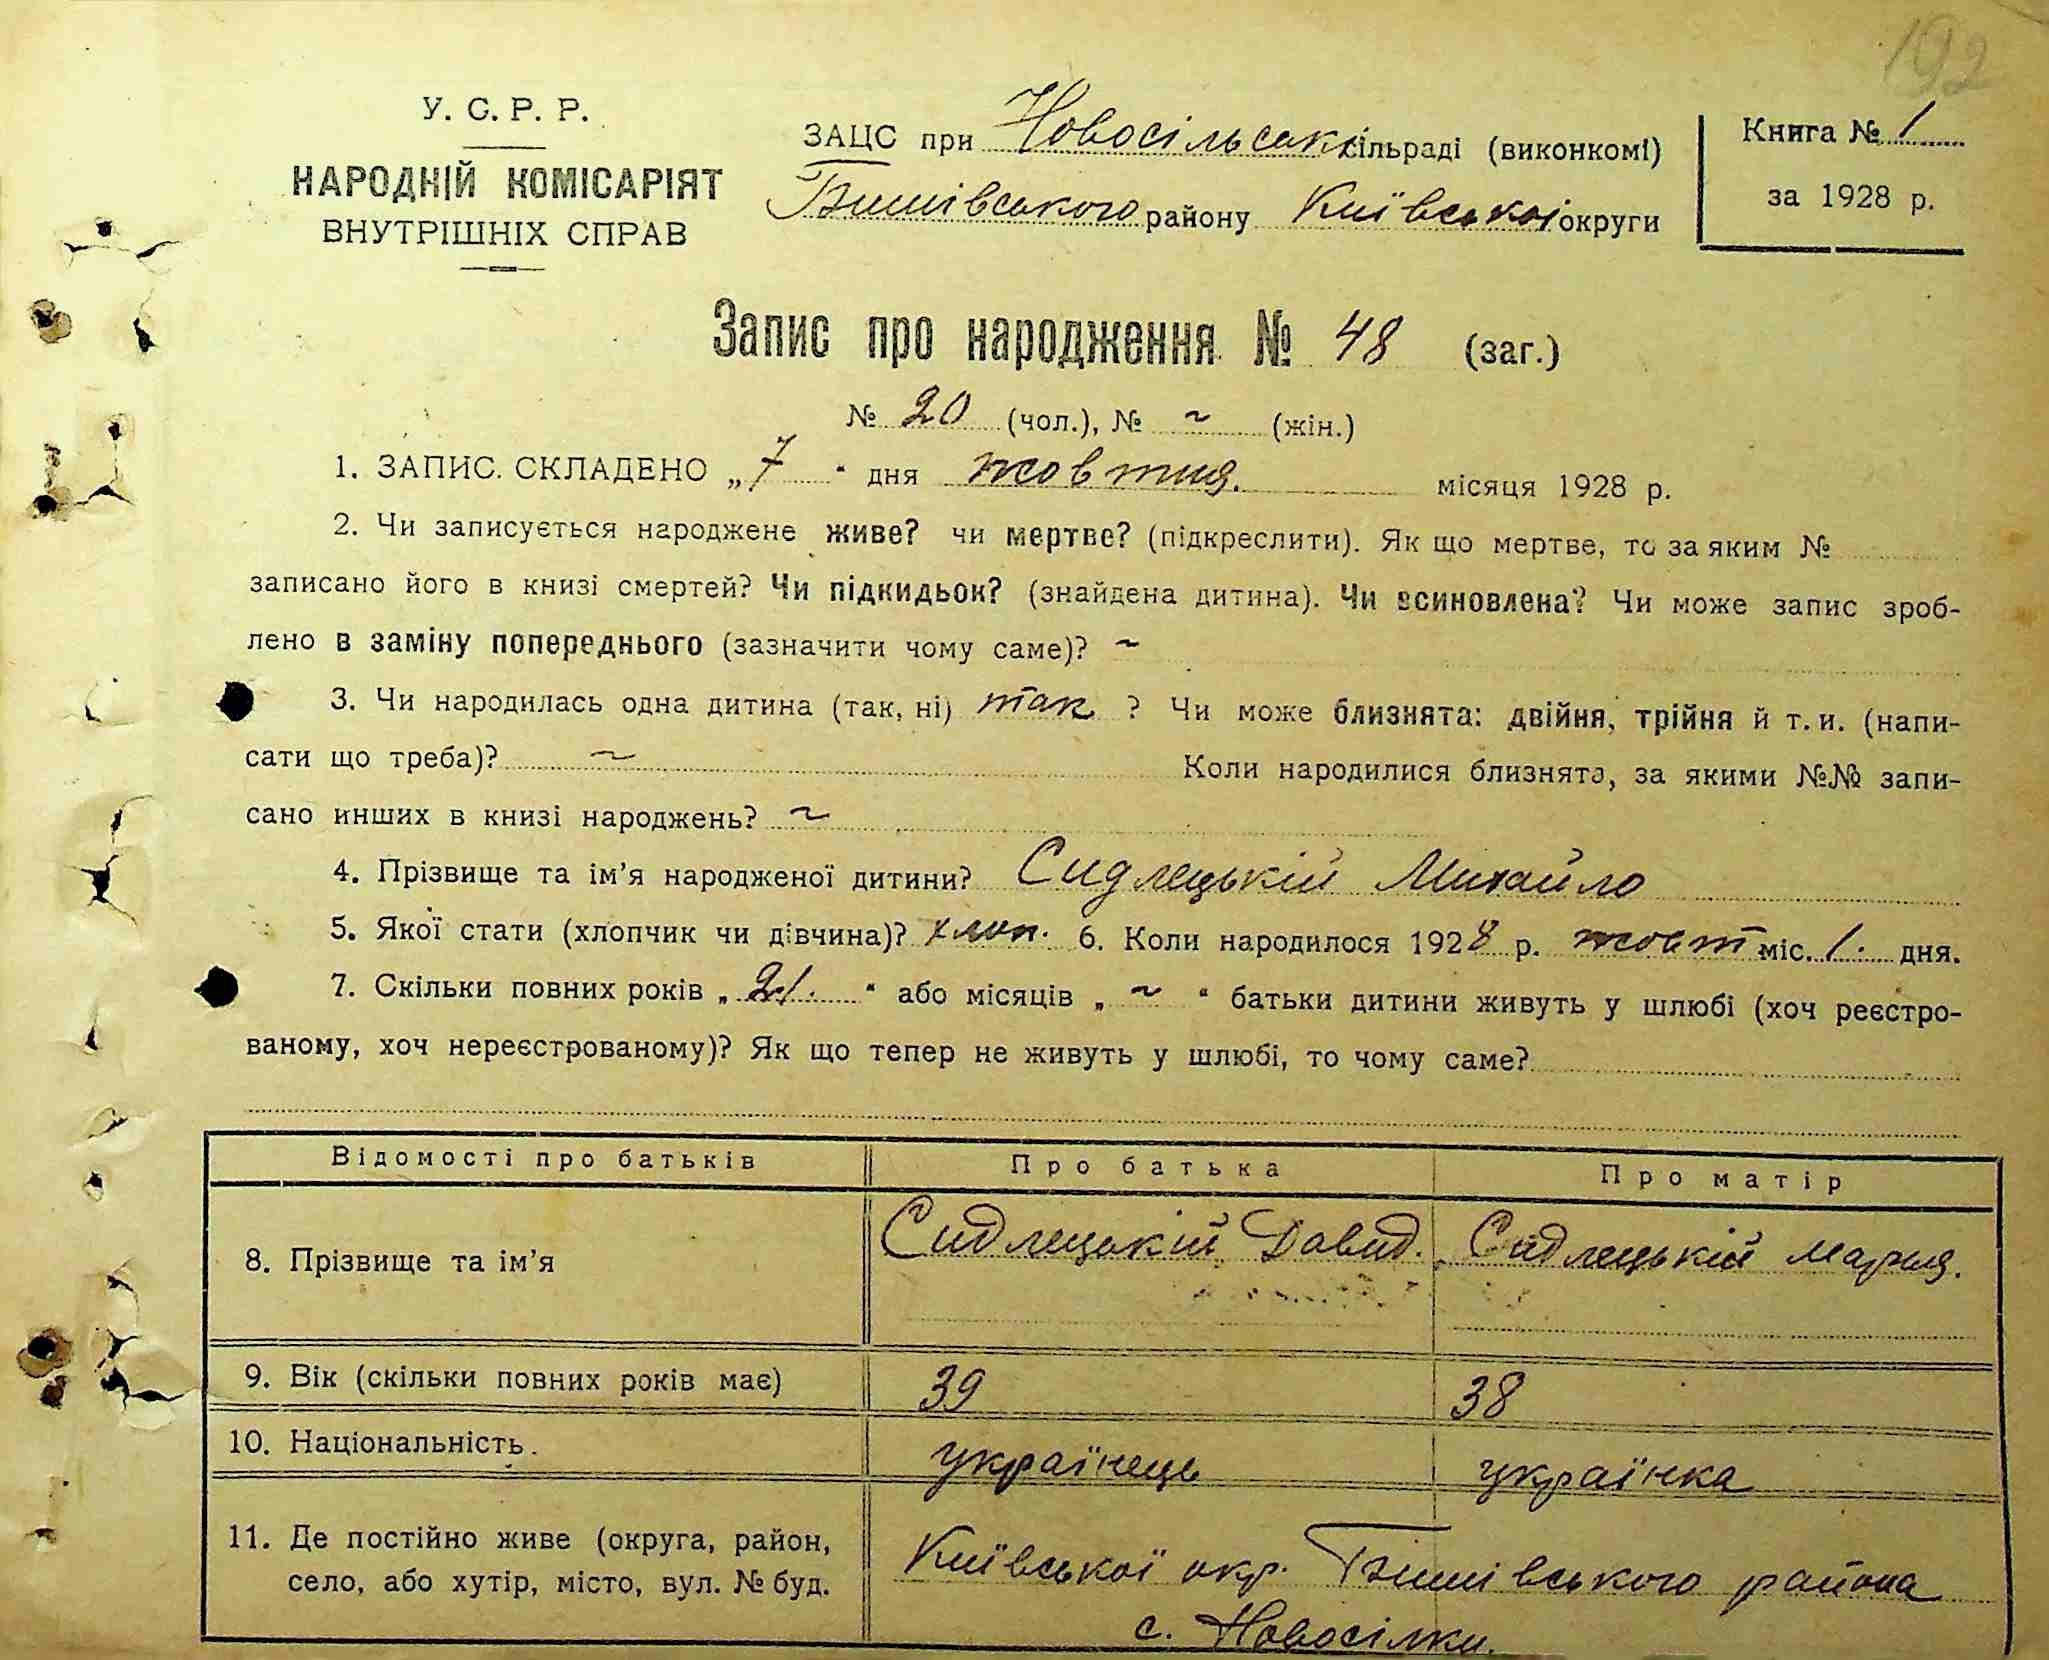 192
У. С. Р. Р.
НАРОДНІЙ КОМІСАРІЯТ
ВНУТРІШНІХ СПРАВ
ЗАЦС при Новосільській сільраді (виконкомі)
Бишівського району Київської округи
Книга № 1
за 1928 р.
Запис про народження № 48 (заг.)
№ 20 (чол.), № ~ (жін.)
1. ЗАПИС СКЛАДЕНО „7“ дня жовтня. місяця 1928 р.
2. Чи записується народжене живе? чи мертве? (підкреслити). Як що мертве, то за яким №
записано його в книзі смертей? Чи підкидьок? (знайдена дитина). Чи всиновлена? Чи може запис зроб-
лено в заміну попереднього (зазначити чому саме)? ~
3. Чи народилась одна дитина (так, ні) так ? Чи може близнята: двійня, трійня й т. и. (напи-
сати що треба)? ~ Коли народилися близнята, за якими №№ запи-
сано инших в книзі народжень? ~
4. Прізвище та ім’я народженої дитини? Сидлецькій Михайло
5. Якої стати (хлопчик чи дівчина)? хлоп. 6. Коли народилося 1928 р. жовт міс. 1. дня.
7. Скільки повних років „21.“ або місяців „~“ батьки дитини живуть у шлюбі (хоч реєстро-
ваному, хоч нереєстрованому)? Як що тепер не живуть у шлюбі, то чому саме?
Відомості про батьків Про батька Про матір
8. Прізвище та ім’я Сидлецькій Давид. Сидлецькій Мария.
9. Вік (скільки повних років має) 39 38
10. Національність. українець українка
11. Де постійно живе (округа, район, Київської окр. Бишівського района
село, або хутір, місто, вул. № буд. с. Новосілки.